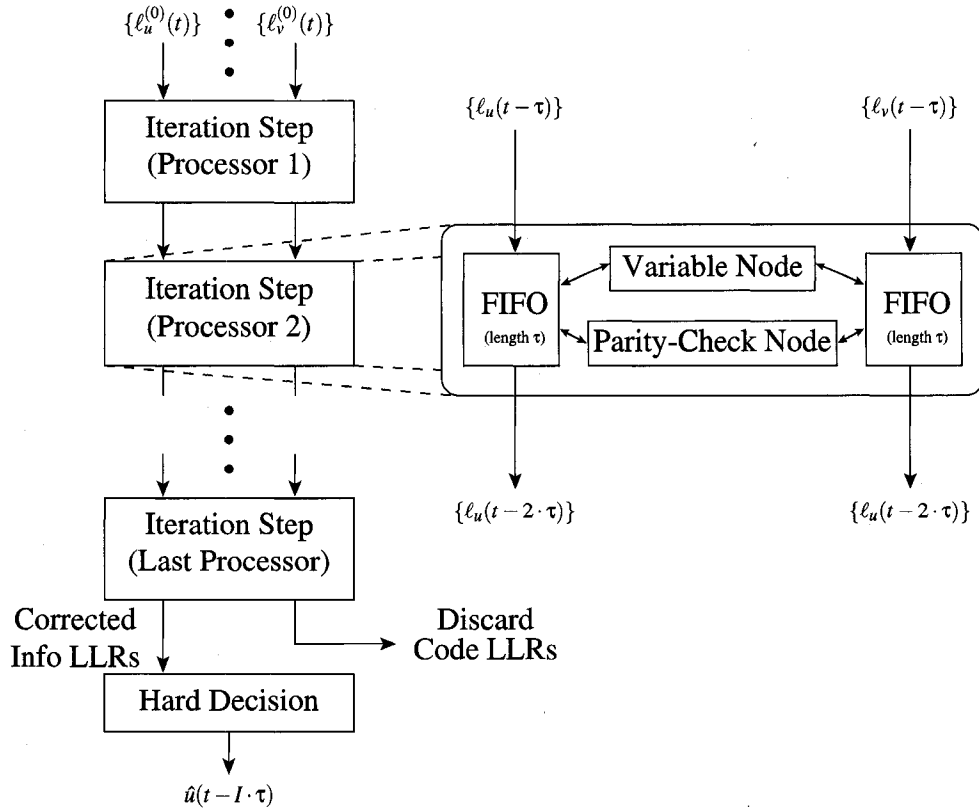 {ℓ_u^(0)(t)} {ℓ_v^(0)(t)}
Iteration Step
(Processor 1)
Iteration Step
(Processor 2)
Iteration Step
(Last Processor)
Corrected
Info LLRs
Discard
Code LLRs
Hard Decision
û(t − I · τ)
{ℓ_u(t − τ)} {ℓ_v(t − τ)}
FIFO
(length τ)
Variable Node
Parity-Check Node
FIFO
(length τ)
{ℓ_u(t − 2 · τ)} {ℓ_u(t − 2 · τ)}